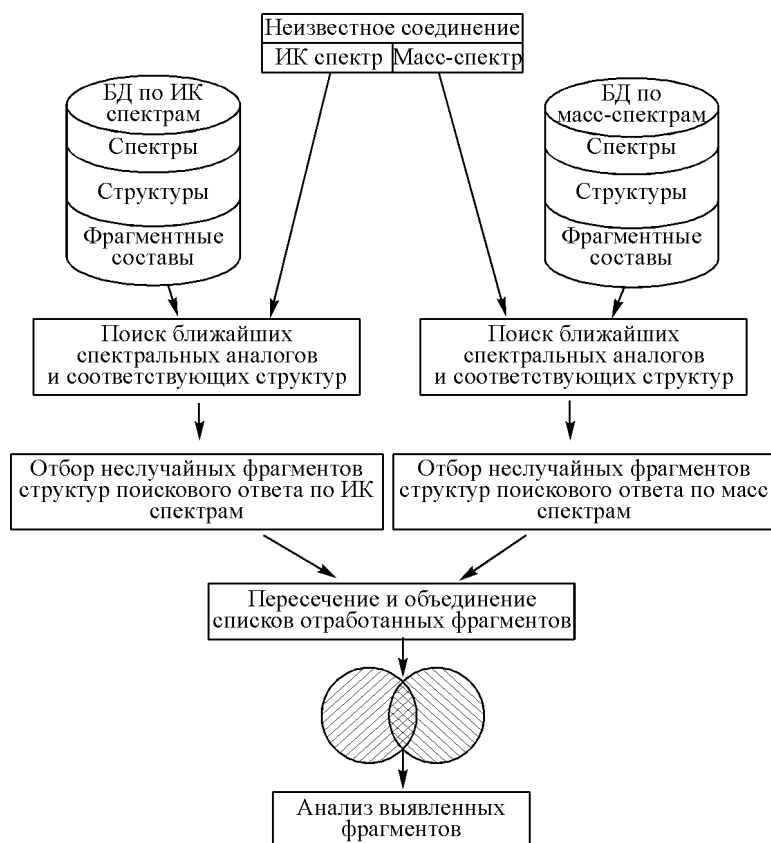 Неизвестное соединение
ИК спектр Масс-спектр
БД по ИК
спектрам
Спектры
Структуры
Фрагментные
составы
БД по
масс-спектрам
Спектры
Структуры
Фрагментные
составы
Поиск ближайших
спектральных аналогов
и соответствующих структур
Поиск ближайших
спектральных аналогов
и соответствующих структур
Отбор неслучайных фрагментов
структур поискового ответа по ИК
спектрам
Отбор неслучайных фрагментов
структур поискового ответа по масс
спектрам
Пересечение и объединение
списков отработанных фрагментов
Анализ выявленных
фрагментов